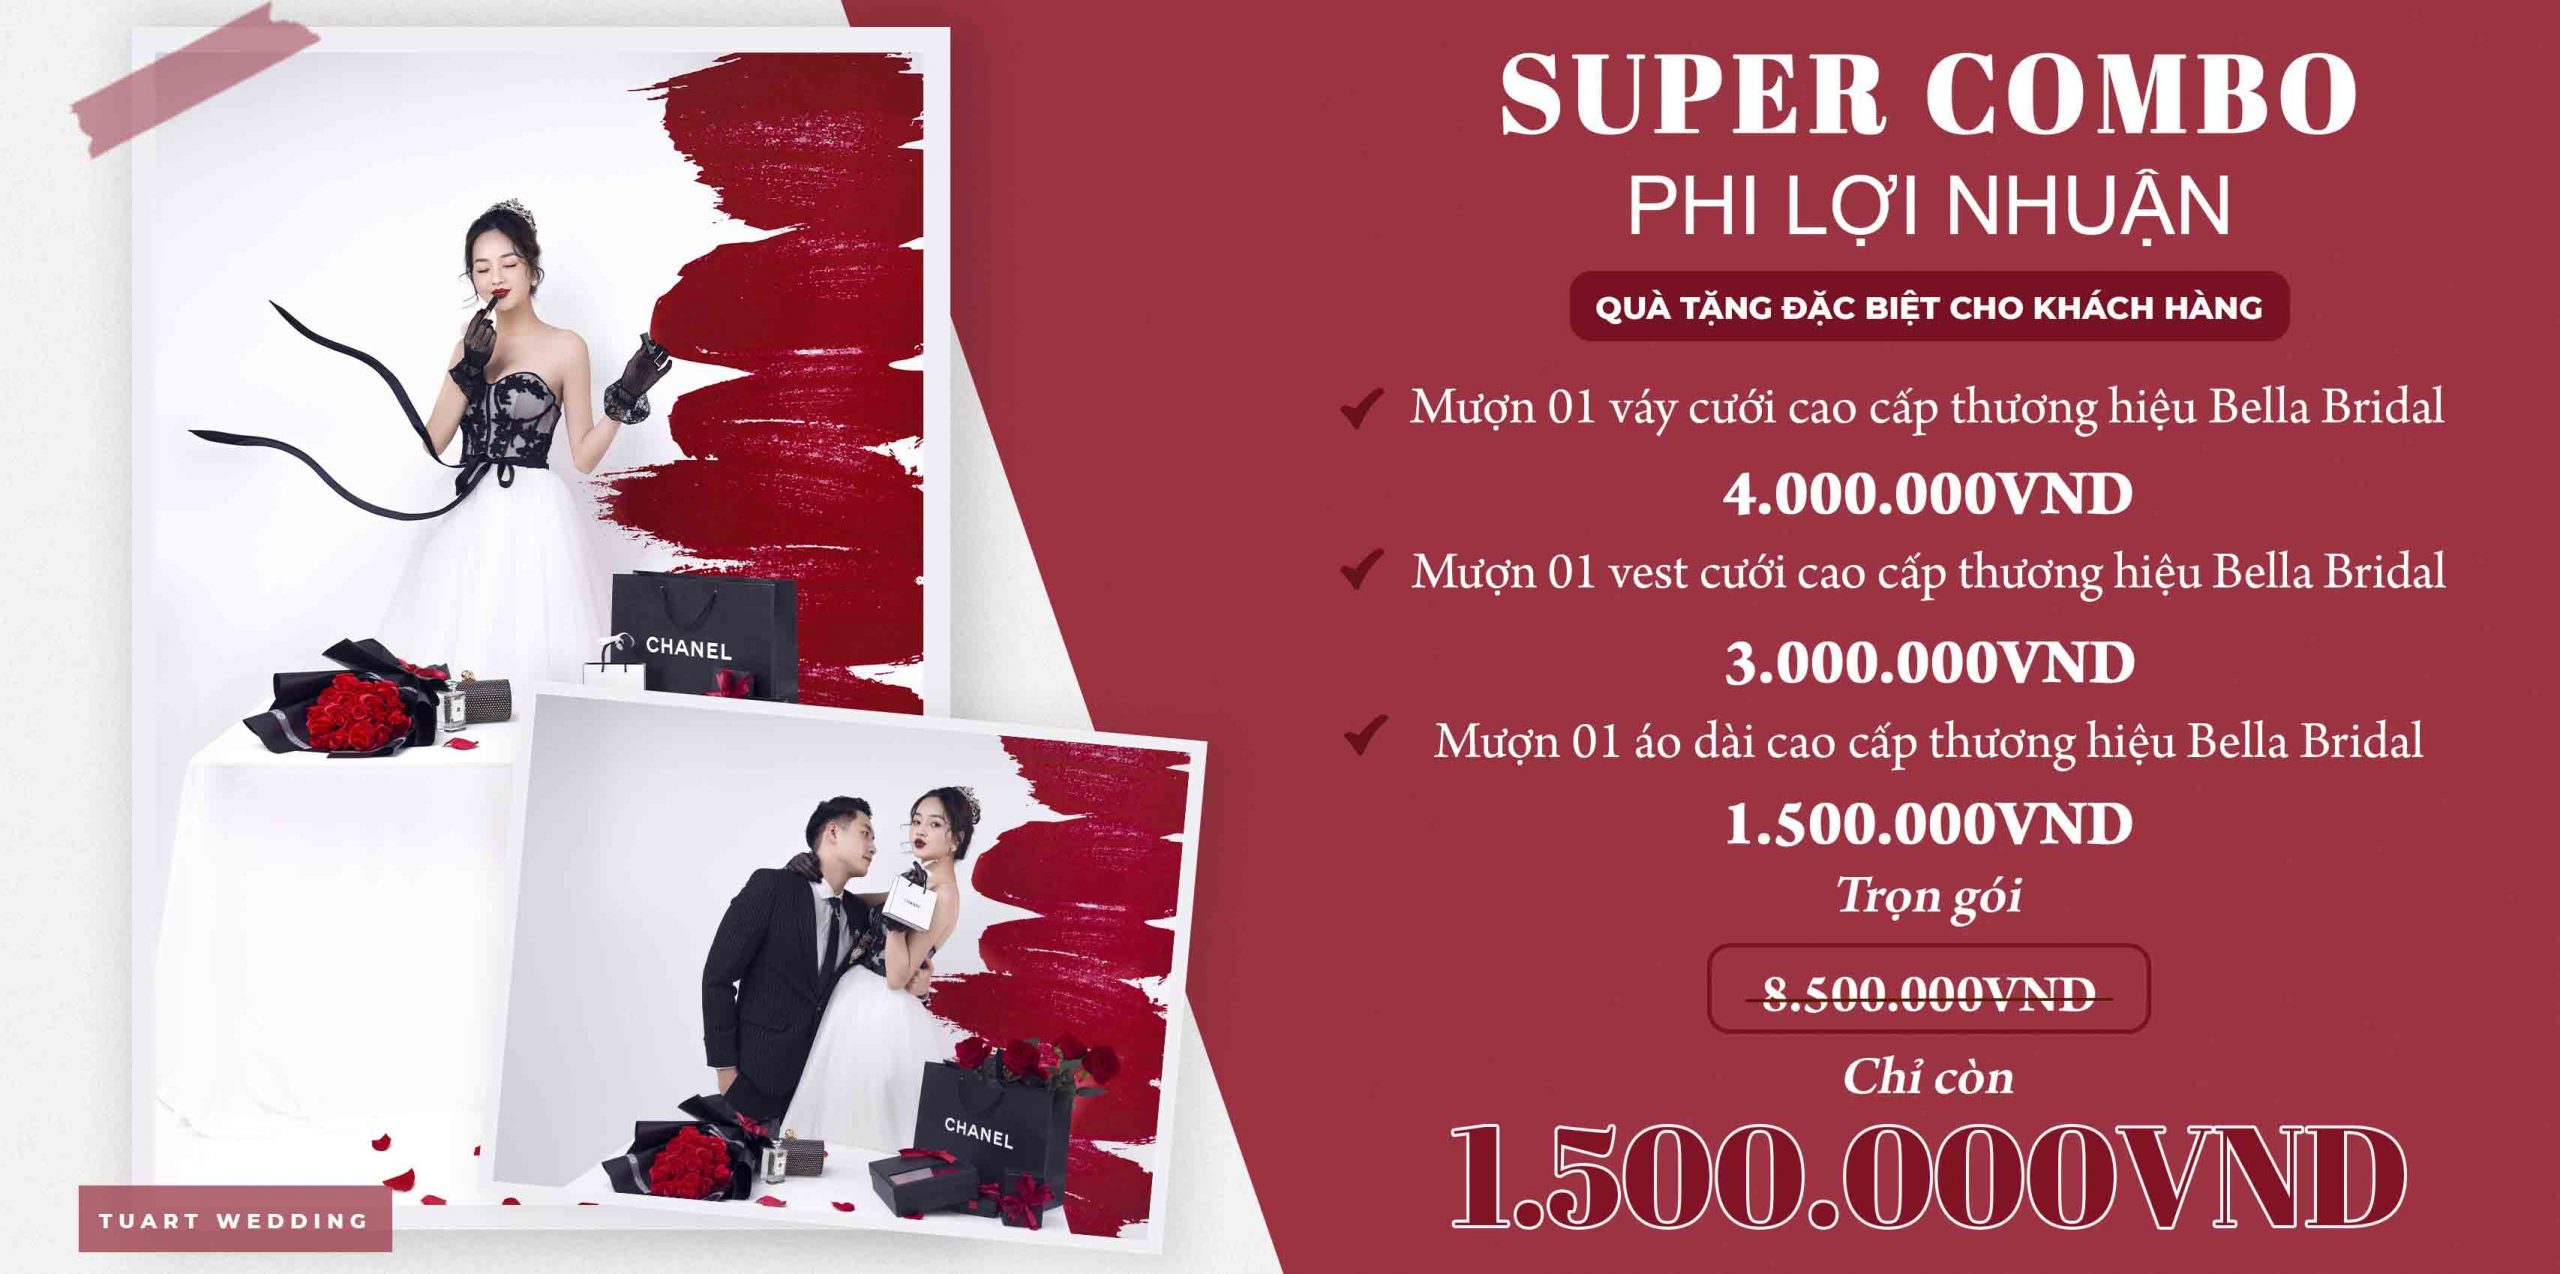 SUPER COMBO
PHI LỢI NHUẬN
QUÀ TẶNG ĐẶC BIỆT CHO KHÁCH HÀNG
Mượn 01 váy cưới cao cấp thương hiệu Bella Bridal
4.000.000VND
Mượn 01 vest cưới cao cấp thương hiệu Bella Bridal
3.000.000VND
Mượn 01 áo dài cao cấp thương hiệu Bella Bridal
1.500.000VND
Trọn gói
8.500.000VND
Chỉ còn
1.500.000VND
CHANEL
CHANEL
CHANEL
TUART WEDDING